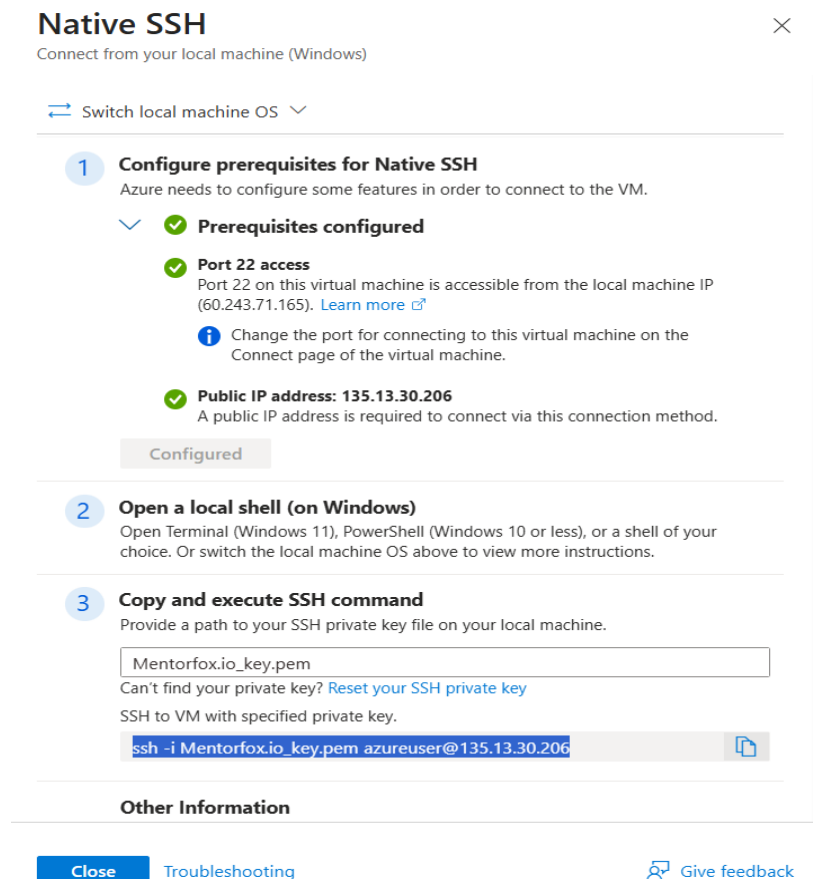 Native SSH
Connect from your local machine (Windows)
Switch local machine OS
1
Configure prerequisites for Native SSH
Azure needs to configure some features in order to connect to the VM.
Prerequisites configured
Port 22 access
Port 22 on this virtual machine is accessible from the local machine IP
(60.243.71.165). Learn more
Change the port for connecting to this virtual machine on the
Connect page of the virtual machine.
Public IP address: 135.13.30.206
A public IP address is required to connect via this connection method.
Configured
2
Open a local shell (on Windows)
Open Terminal (Windows 11), PowerShell (Windows 10 or less), or a shell of your
choice. Or switch the local machine OS above to view more instructions.
3
Copy and execute SSH command
Provide a path to your SSH private key file on your local machine.
Mentorfox.io_key.pem
Can't find your private key? Reset your SSH private key
SSH to VM with specified private key.
ssh -i Mentorfox.io_key.pem azureuser@135.13.30.206
Other Information
Close
Troubleshooting
Give feedback